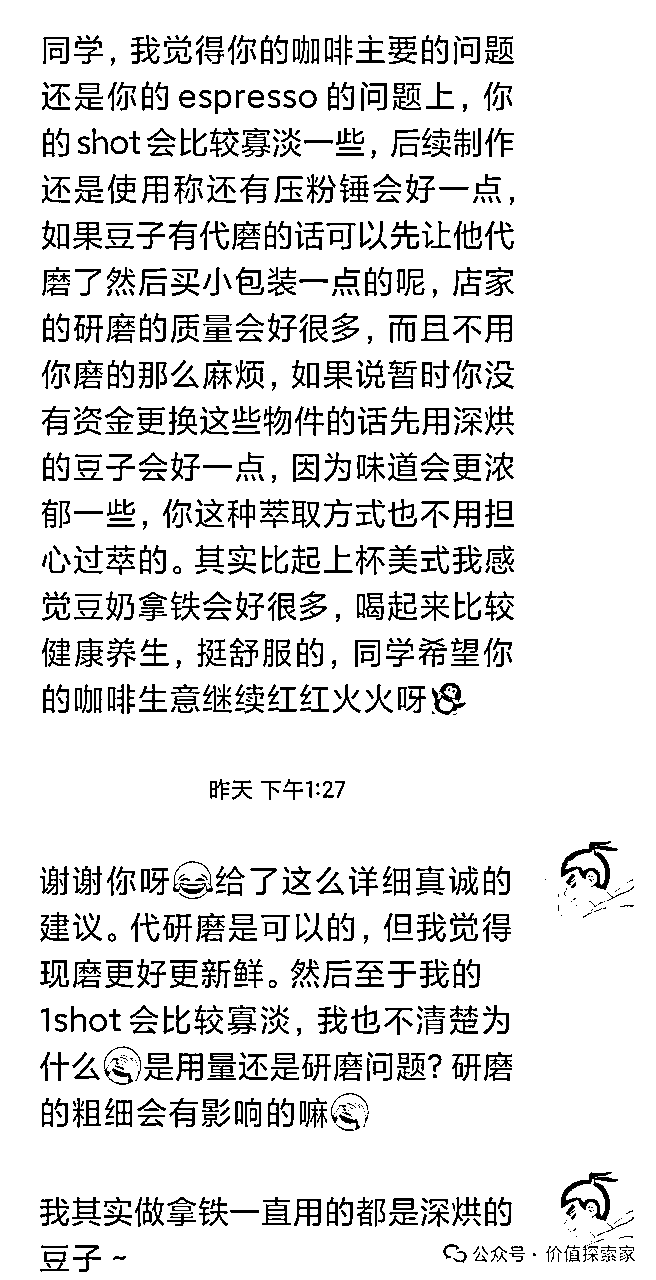 同学，我觉得你的咖啡主要的问题
还是你的 espresso 的问题上，你
的 shot 会比较寡淡一些，后续制作
还是使用称还有压粉锤会好一点，
如果豆子有代磨的话可以先让他代
磨了然后买小包装一点的呢，店家
的研磨的质量会好很多，而且不用
你磨的那么麻烦，如果说暂时你没
有资金更换这些物件的话先用深烘
的豆子会好一点，因为味道会更浓
郁一些，你这种萃取方式也不用担
心过萃的。其实比起上杯美式我感
觉豆奶拿铁会好很多，喝起来比较
健康养生，挺舒服的，同学希望你
的咖啡生意继续红红火火呀
昨天 下午1:27
谢谢你呀😂给了这么详细真诚的
建议。代研磨是可以的，但我觉得
现磨更好更新鲜。然后至于我的
1shot 会比较寡淡，我也不清楚为
什么是用量还是研磨问题？研磨
的粗细会有影响的嘛
我其实做拿铁一直用的都是深烘的
豆子 ~
公众号 · 价值探索家